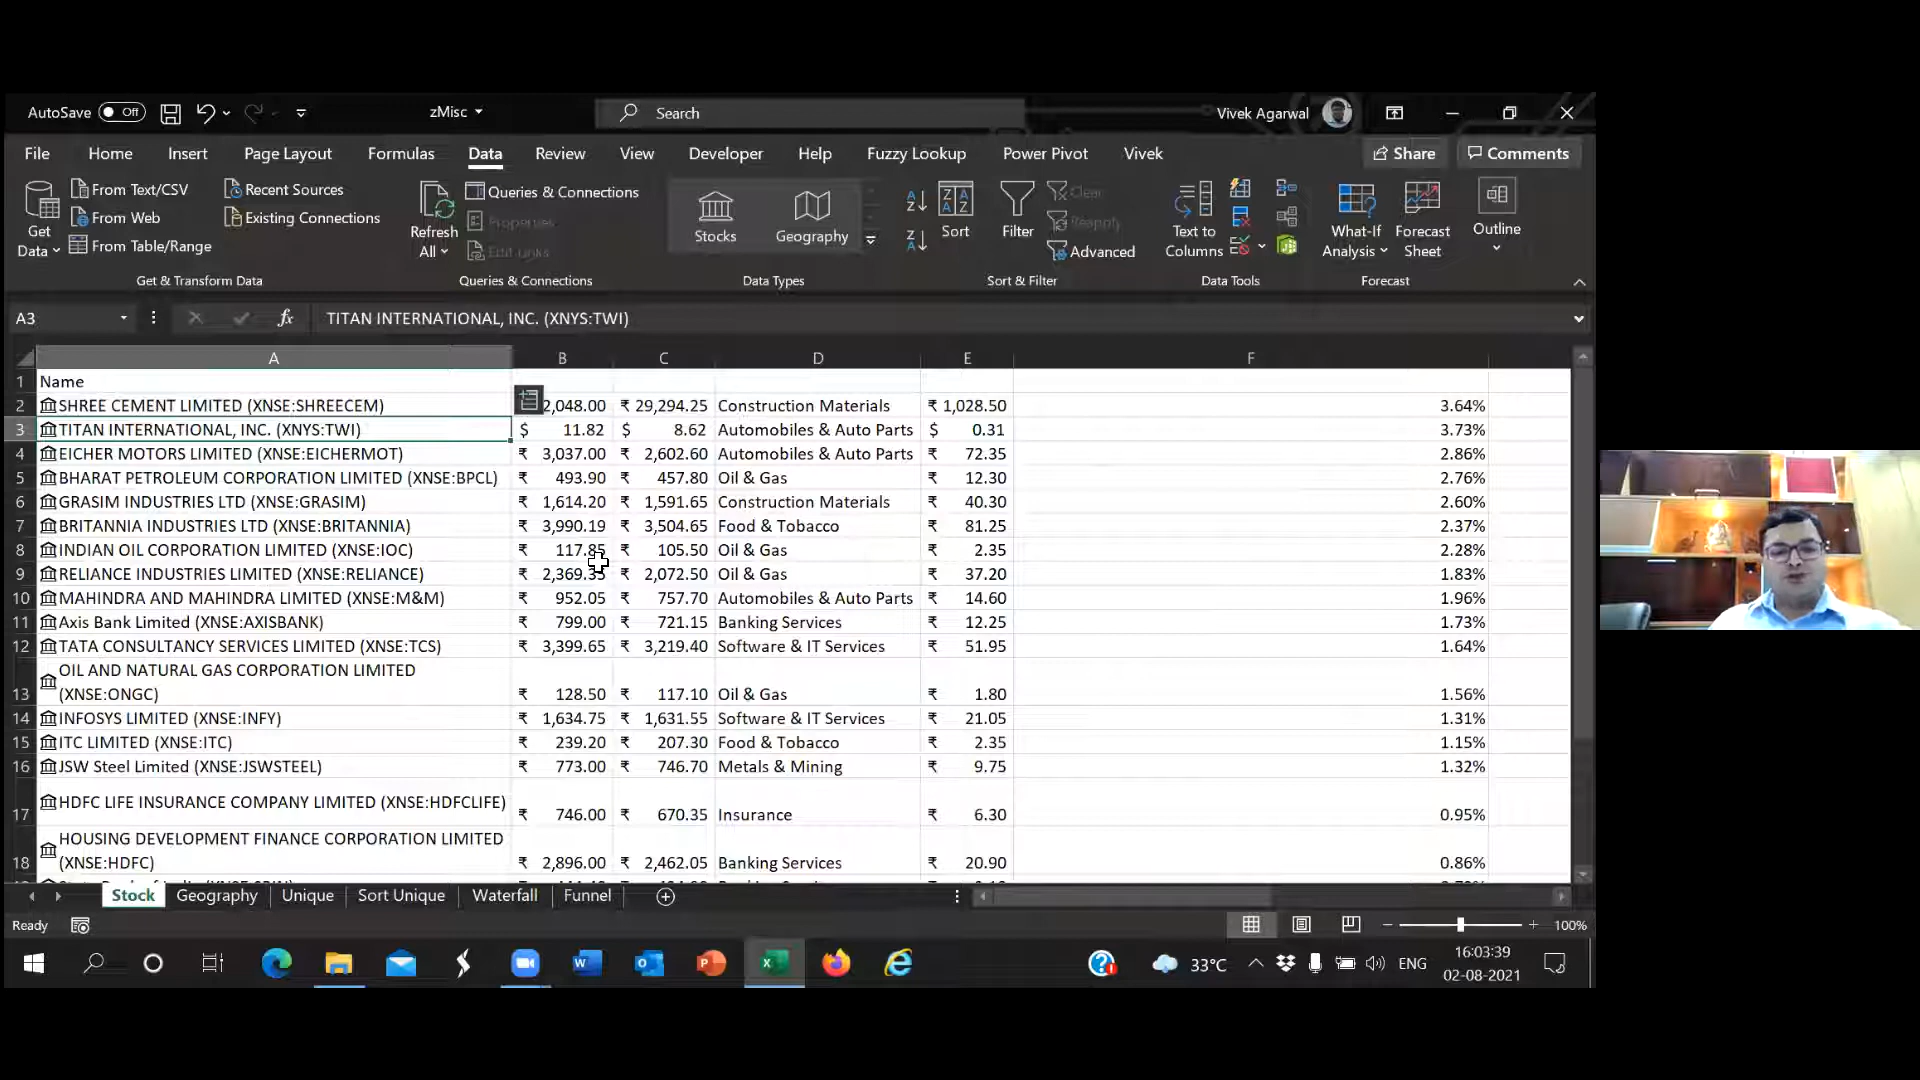 AutoSave Off zMisc Search Vivek Agarwal
File Home Insert Page Layout Formulas Data Review View Developer Help Fuzzy Lookup Power Pivot Vivek Share Comments
Get Data
From Text/CSV
From Web
From Table/Range
Recent Sources
Existing Connections
Get & Transform Data
Refresh All
Queries & Connections
Properties
Edit Links
Queries & Connections
Stocks Geography
Data Types
Sort
Filter
Clear
Reapply
Advanced
Sort & Filter
Text to Columns
Data Tools
What-If Analysis
Forecast Sheet
Forecast
Outline
A3 fx TITAN INTERNATIONAL, INC. (XNYS:TWI)
A B C D E F
1 Name
2 SHREE CEMENT LIMITED (XNSE:SHREECEM) 2,048.00 ₹ 29,294.25 Construction Materials ₹ 1,028.50 3.64%
3 TITAN INTERNATIONAL, INC. (XNYS:TWI) $ 11.82 $ 8.62 Automobiles & Auto Parts $ 0.31 3.73%
4 EICHER MOTORS LIMITED (XNSE:EICHERMOT) ₹ 3,037.00 ₹ 2,602.60 Automobiles & Auto Parts ₹ 72.35 2.86%
5 BHARAT PETROLEUM CORPORATION LIMITED (XNSE:BPCL) ₹ 493.90 ₹ 457.80 Oil & Gas ₹ 12.30 2.76%
6 GRASIM INDUSTRIES LTD (XNSE:GRASIM) ₹ 1,614.20 ₹ 1,591.65 Construction Materials ₹ 40.30 2.60%
7 BRITANNIA INDUSTRIES LTD (XNSE:BRITANNIA) ₹ 3,990.19 ₹ 3,504.65 Food & Tobacco ₹ 81.25 2.37%
8 INDIAN OIL CORPORATION LIMITED (XNSE:IOC) ₹ 117.85 ₹ 105.50 Oil & Gas ₹ 2.35 2.28%
9 RELIANCE INDUSTRIES LIMITED (XNSE:RELIANCE) ₹ 2,369.35 ₹ 2,072.50 Oil & Gas ₹ 37.20 1.83%
10 MAHINDRA AND MAHINDRA LIMITED (XNSE:M&M) ₹ 952.05 ₹ 757.70 Automobiles & Auto Parts ₹ 14.60 1.96%
11 Axis Bank Limited (XNSE:AXISBANK) ₹ 799.00 ₹ 721.15 Banking Services ₹ 12.25 1.73%
12 TATA CONSULTANCY SERVICES LIMITED (XNSE:TCS) ₹ 3,399.65 ₹ 3,219.40 Software & IT Services ₹ 51.95 1.64%
OIL AND NATURAL GAS CORPORATION LIMITED
13 (XNSE:ONGC) ₹ 128.50 ₹ 117.10 Oil & Gas ₹ 1.80 1.56%
14 INFOSYS LIMITED (XNSE:INFY) ₹ 1,634.75 ₹ 1,631.55 Software & IT Services ₹ 21.05 1.31%
15 ITC LIMITED (XNSE:ITC) ₹ 239.20 ₹ 207.30 Food & Tobacco ₹ 2.35 1.15%
16 JSW Steel Limited (XNSE:JSWSTEEL) ₹ 773.00 ₹ 746.70 Metals & Mining ₹ 9.75 1.32%
HDFC LIFE INSURANCE COMPANY LIMITED (XNSE:HDFCLIFE)
17 ₹ 746.00 ₹ 670.35 Insurance ₹ 6.30 0.95%
HOUSING DEVELOPMENT FINANCE CORPORATION LIMITED
18 (XNSE:HDFC) ₹ 2,896.00 ₹ 2,462.05 Banking Services ₹ 20.90 0.86%
Stock Geography Unique Sort Unique Waterfall Funnel
Ready 100%
33°C ENG 16:03:39
02-08-2021